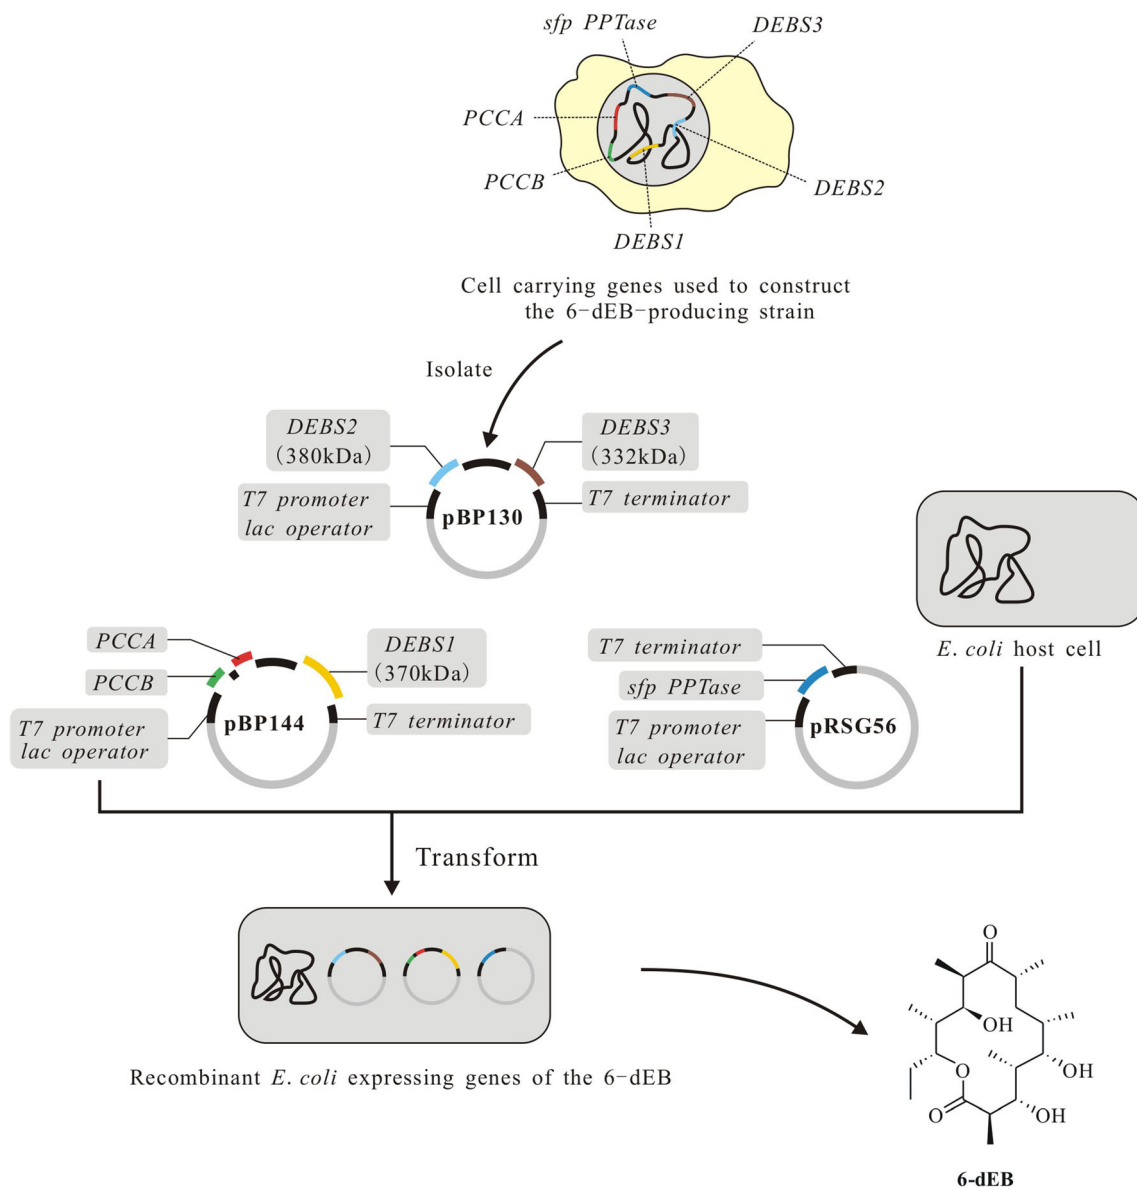 sfp PPTase
DEBS3
PCCA
PCCB
DEBS2
DEBS1
Cell carrying genes used to construct
the 6-dEB-producing strain
Isolate
DEBS2
(380kDa)
DEBS3
(332kDa)
T7 promoter
lac operator
pBP130
T7 terminator
E. coli host cell
PCCA
PCCB
DEBS1
(370kDa)
T7 promoter
lac operator
pBP144
T7 terminator
T7 terminator
sfp PPTase
T7 promoter
lac operator
pRSG56
Transform
Recombinant E. coli expressing genes of the 6-dEB
O
OH
O
OH
O
OH
6-dEB